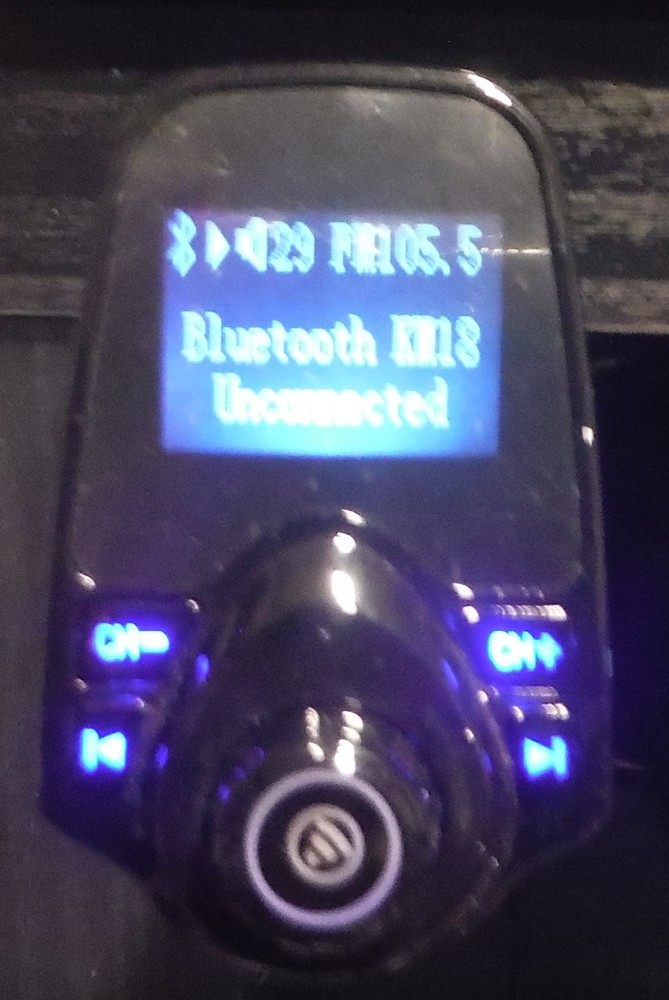 29 FM105.5
Bluetooth KM18
Unconnected
CH- CH+